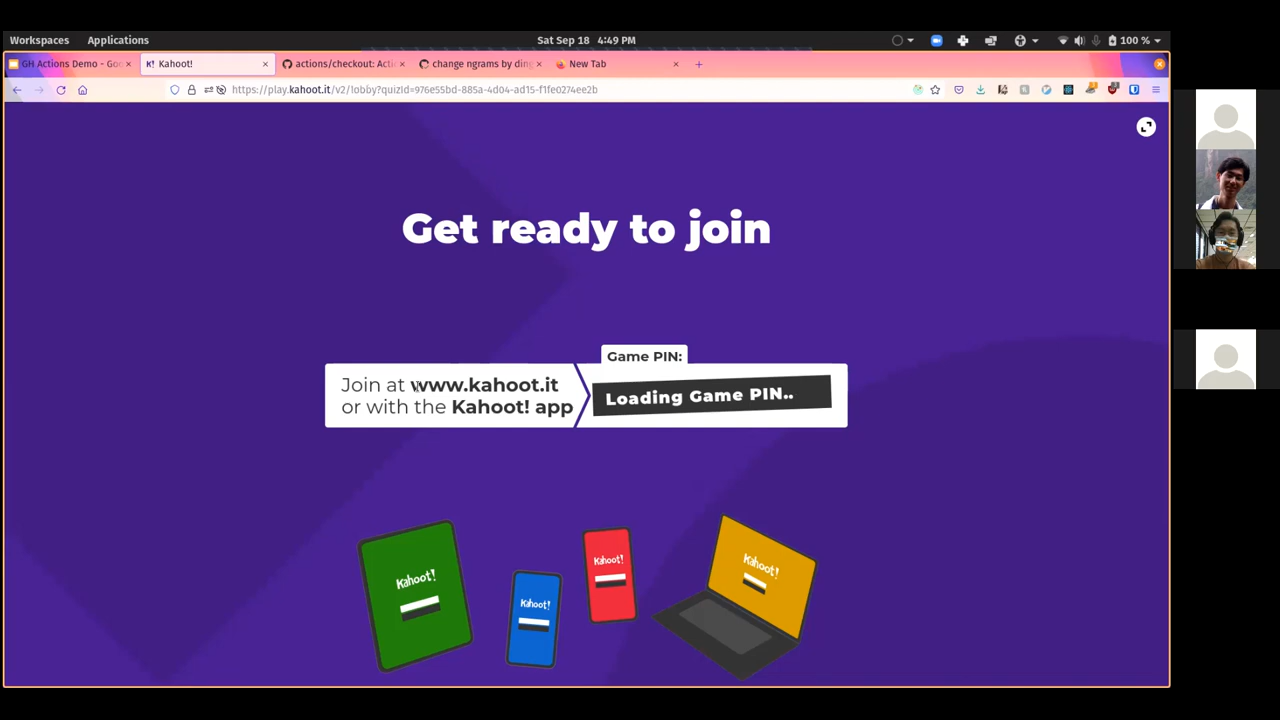 Workspaces Applications Sat Sep 18 4:49 PM 100 %
GH Actions Demo - Goo Kahoot! actions/checkout: Acti change ngrams by ding New Tab
https://play.kahoot.it/v2/lobby?quizId=976e55bd-885a-4d04-ad15-f1fe0274ee2b
Get ready to join
Game PIN:
Join at www.kahoot.it
or with the Kahoot! app
Loading Game PIN..
Kahoot!
Kahoot!
Kahoot!
Kahoot!